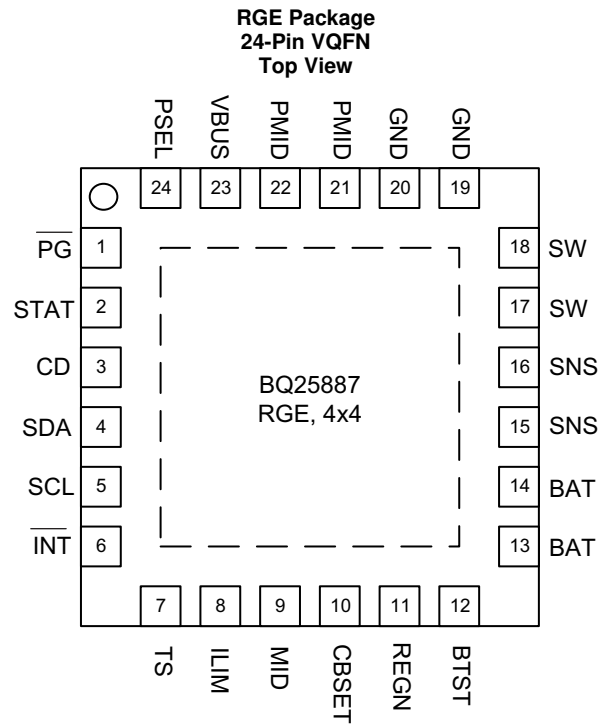 RGE Package
24-Pin VQFN
Top View
PSEL
VBUS
PMID
PMID
GND
GND
24
23
22
21
20
19
PG 1
STAT 2
CD 3
SDA 4
SCL 5
INT 6
18 SW
17 SW
16 SNS
15 SNS
14 BAT
13 BAT
BQ25887
RGE, 4x4
7
8
9
10
11
12
TS
ILIM
MID
CBSET
REGN
BTST